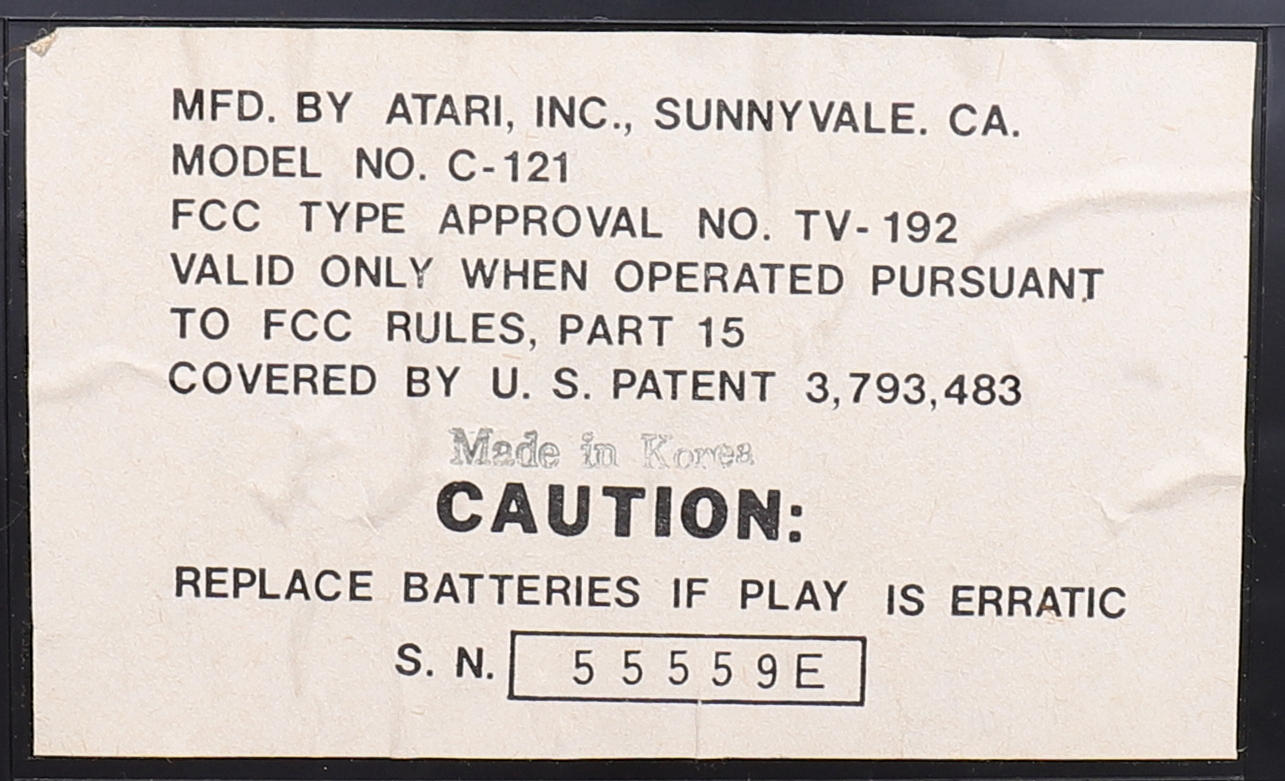 MFD. BY ATARI, INC., SUNNYVALE. CA.
MODEL NO. C-121
FCC TYPE APPROVAL NO. TV-192
VALID ONLY WHEN OPERATED PURSUANT
TO FCC RULES, PART 15
COVERED BY U. S. PATENT 3,793,483
Made in Korea
CAUTION:
REPLACE BATTERIES IF PLAY IS ERRATIC
S. N. 55559E